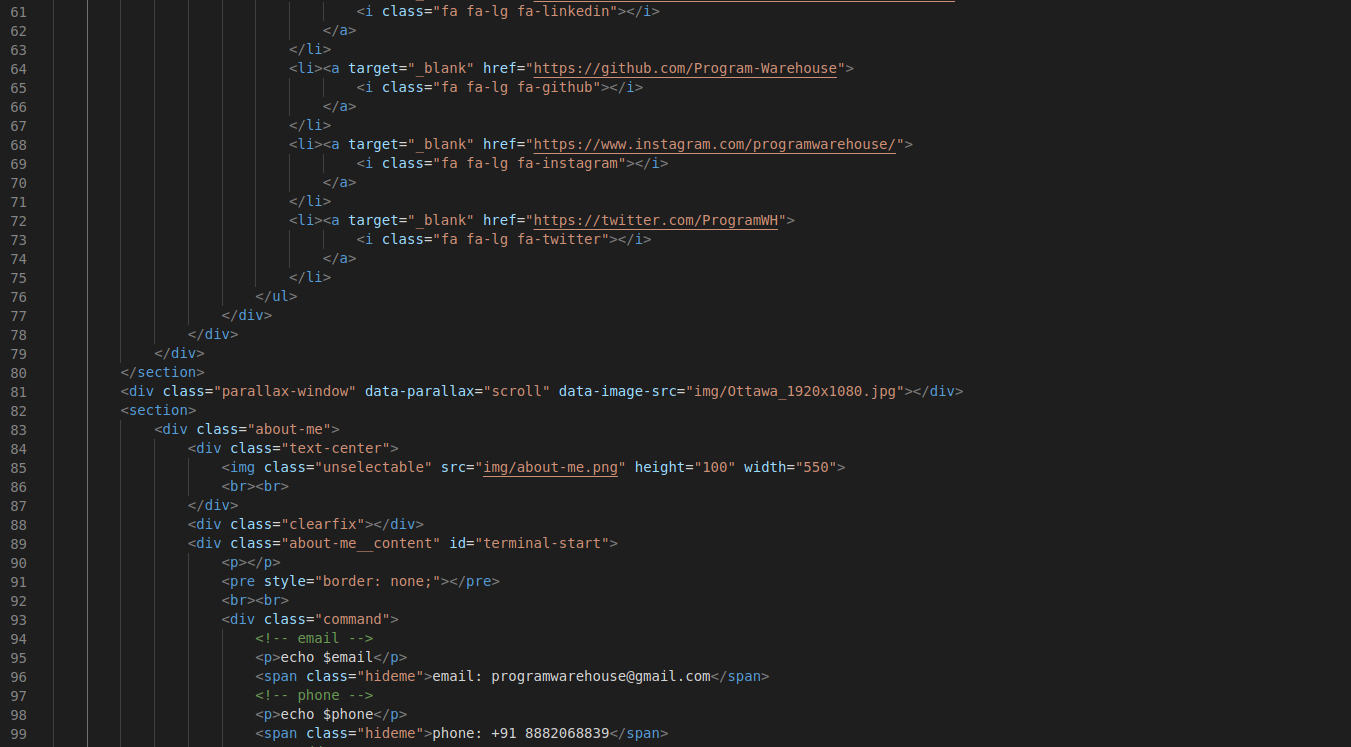 61 <i class="fa fa-lg fa-linkedin"></i>
62 </a>
63 </li>
64 <li><a target="_blank" href="https://github.com/Program-Warehouse">
65 <i class="fa fa-lg fa-github"></i>
66 </a>
67 </li>
68 <li><a target="_blank" href="https://www.instagram.com/programwarehouse/">
69 <i class="fa fa-lg fa-instagram"></i>
70 </a>
71 </li>
72 <li><a target="_blank" href="https://twitter.com/ProgramWH">
73 <i class="fa fa-lg fa-twitter"></i>
74 </a>
75 </li>
76 </ul>
77 </div>
78 </div>
79 </div>
80 </section>
81 <div class="parallax-window" data-parallax="scroll" data-image-src="img/Ottawa_1920x1080.jpg"></div>
82 <section>
83 <div class="about-me">
84 <div class="text-center">
85 <img class="unselectable" src="img/about-me.png" height="100" width="550">
86 <br><br>
87 </div>
88 <div class="clearfix"></div>
89 <div class="about-me__content" id="terminal-start">
90 <p></p>
91 <pre style="border: none;"></pre>
92 <br><br>
93 <div class="command">
94 <!-- email -->
95 <p>echo $email</p>
96 <span class="hideme">email: programwarehouse@gmail.com</span>
97 <!-- phone -->
98 <p>echo $phone</p>
99 <span class="hideme">phone: +91 8882068839</span>